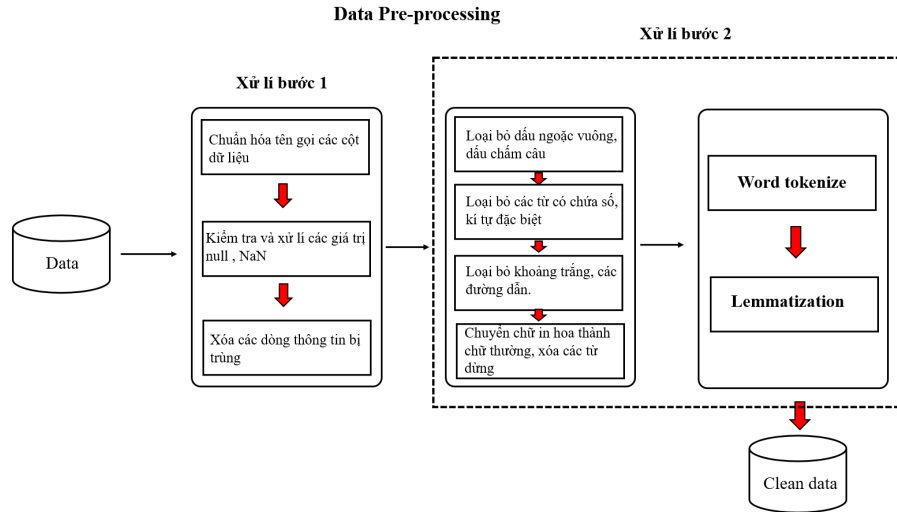 Data Pre-processing
Xử lí bước 2
Xử lí bước 1
Chuẩn hóa tên gọi các cột
dữ liệu
Kiểm tra và xử lí các giá trị
null , NaN
Xóa các dòng thông tin bị
trùng
Data
Loại bỏ dấu ngoặc vuông,
dấu chấm câu
Loại bỏ các từ có chứa số,
kí tự đặc biệt
Loại bỏ khoảng trắng, các
đường dẫn.
Chuyển chữ in hoa thành
chữ thường, xóa các từ
dừng
Word tokenize
Lemmatization
Clean data